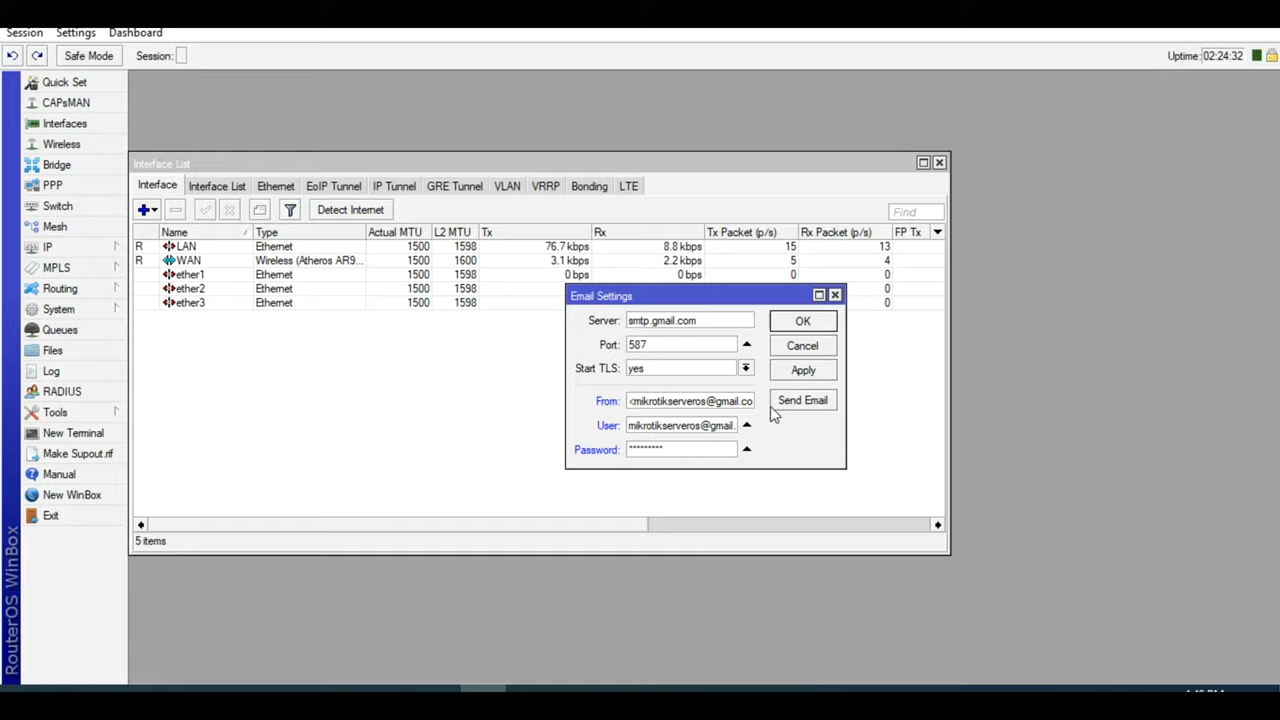 Session Settings Dashboard
Safe Mode Session: Uptime: 02:24:32
Quick Set
CAPsMAN
Interfaces
Wireless
Bridge
PPP
Switch
Mesh
IP
MPLS
Routing
System
Queues
Files
Log
RADIUS
Tools
New Terminal
Make Supout.rif
Manual
New WinBox
Exit
RouterOS WinBox
Interface List
Interface Interface List Ethernet EoIP Tunnel IP Tunnel GRE Tunnel VLAN VRRP Bonding LTE
Detect Internet Find
Name Type Actual MTU L2 MTU Tx Rx Tx Packet (p/s) Rx Packet (p/s) FP Tx
R LAN Ethernet 1500 1598 76.7 kbps 8.8 kbps 15 13
R WAN Wireless (Atheros AR9... 1500 1600 3.1 kbps 2.2 kbps 5 4
ether1 Ethernet 1500 1598 0 bps 0 bps 0 0
ether2 Ethernet 1500 1598 0
ether3 Ethernet 1500 1598 0
5 items
Email Settings
Server: smtp.gmail.com OK
Port: 587 Cancel
Start TLS: yes Apply
From: <mikrotikserveros@gmail.co Send Email
User: mikrotikserveros@gmail.
Password: *********